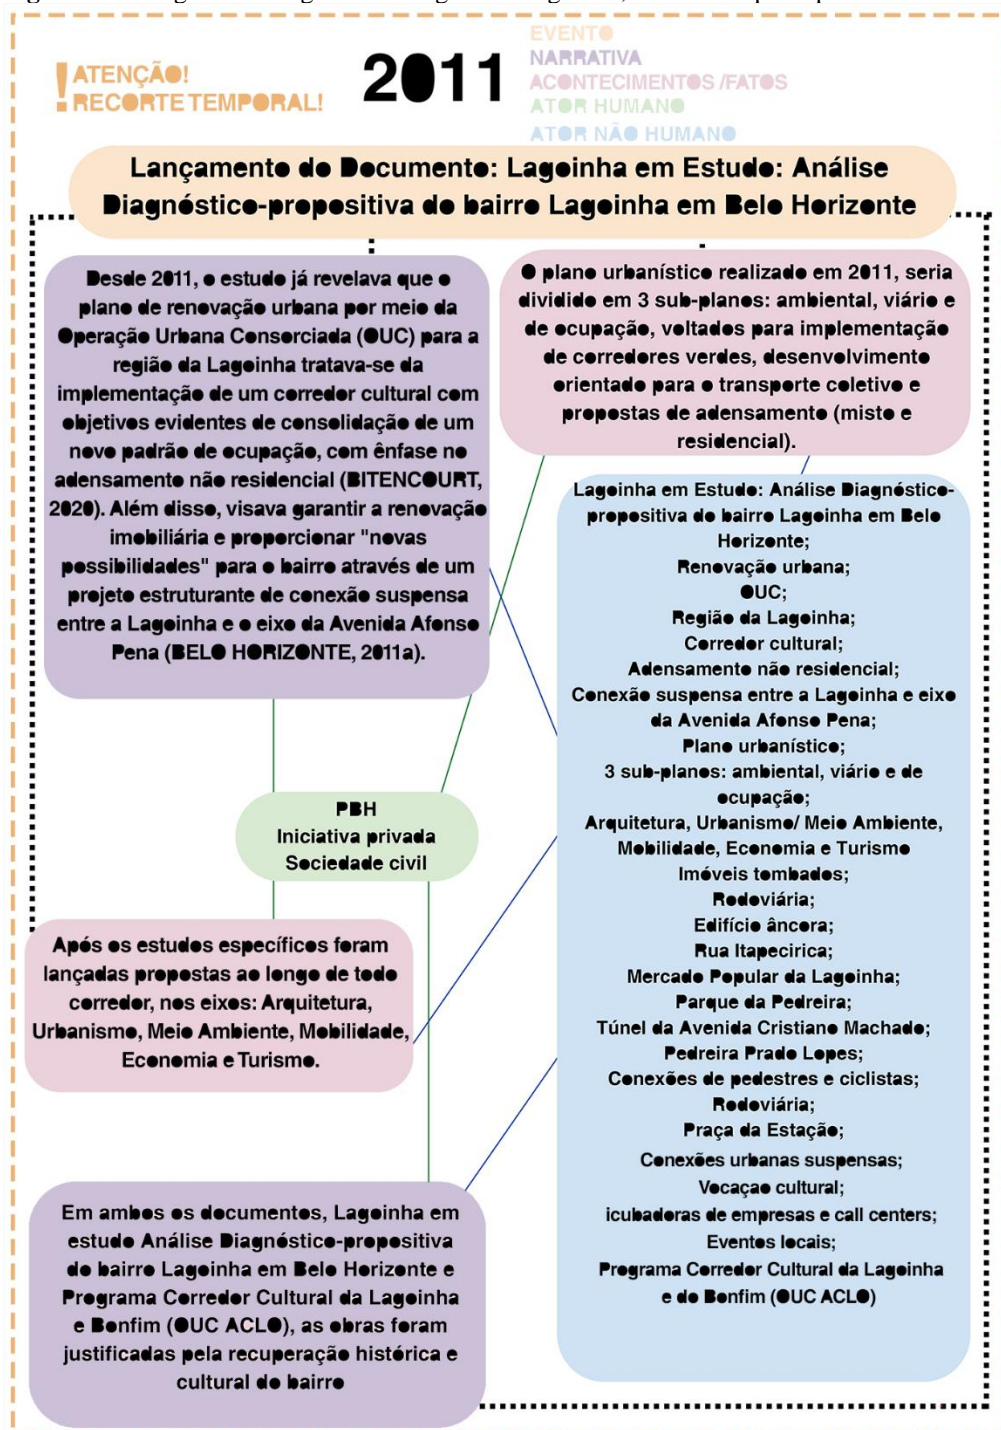 ATENÇÃO!
RECORTE TEMPORAL!
2011
EVENTO
NARRATIVA
ACONTECIMENTOS /FATOS
ATOR HUMANO
ATOR NÃO HUMANO
Lançamento do Documento: Lagoinha em Estudo: Análise
Diagnóstico-propositiva do bairro Lagoinha em Belo Horizonte
Desde 2011, o estudo já revelava que o
plano de renovação urbana por meio da
Operação Urbana Consorciada (OUC) para a
região da Lagoinha tratava-se da
implementação de um corredor cultural com
objetivos evidentes de consolidação de um
novo padrão de ocupação, com ênfase no
adensamento não residencial (BITENCOURT,
2020). Além disso, visava garantir a renovação
imobiliária e proporcionar "novas
possibilidades" para o bairro através de um
projeto estruturante de conexão suspensa
entre a Lagoinha e o eixo da Avenida Afonso
Pena (BELO HORIZONTE, 2011a).
O plano urbanístico realizado em 2011, seria
dividido em 3 sub-planos: ambiental, viário e
de ocupação, voltados para implementação
de corredores verdes, desenvolvimento
orientado para o transporte coletivo e
propostas de adensamento (misto e
residencial).
Lagoinha em Estudo: Análise Diagnóstico-
propositiva do bairro Lagoinha em Belo
Horizonte;
Renovação urbana;
OUC;
Região da Lagoinha;
Corredor cultural;
Adensamento não residencial;
Conexão suspensa entre a Lagoinha e eixo
da Avenida Afonso Pena;
Plano urbanístico;
3 sub-planos: ambiental, viário e de
ocupação;
Arquitetura, Urbanismo/ Meio Ambiente,
Mobilidade, Economia e Turismo
Imóveis tombados;
Rodoviária;
Edifício âncora;
Rua Itapecirica;
Mercado Popular da Lagoinha;
Parque da Pedreira;
Túnel da Avenida Cristiano Machado;
Pedreira Prado Lopes;
Conexões de pedestres e ciclistas;
Rodoviária;
Praça da Estação;
Conexões urbanas suspensas;
Vocaçao cultural;
icubadoras de empresas e call centers;
Eventos locais;
Programa Corredor Cultural da Lagoinha
e do Bonfim (OUC ACLO)
PBH
Iniciativa privada
Sociedade civil
Após os estudos específicos foram
lançadas propostas ao longo de todo
corredor, nos eixos: Arquitetura,
Urbanismo, Meio Ambiente, Mobilidade,
Economia e Turismo.
Em ambos os documentos, Lagoinha em
estudo Análise Diagnóstico-propositiva
do bairro Lagoinha em Belo Horizonte e
Programa Corredor Cultural da Lagoinha
e Bonfim (OUC ACLO), as obras foram
justificadas pela recuperação histórica e
cultural do bairro